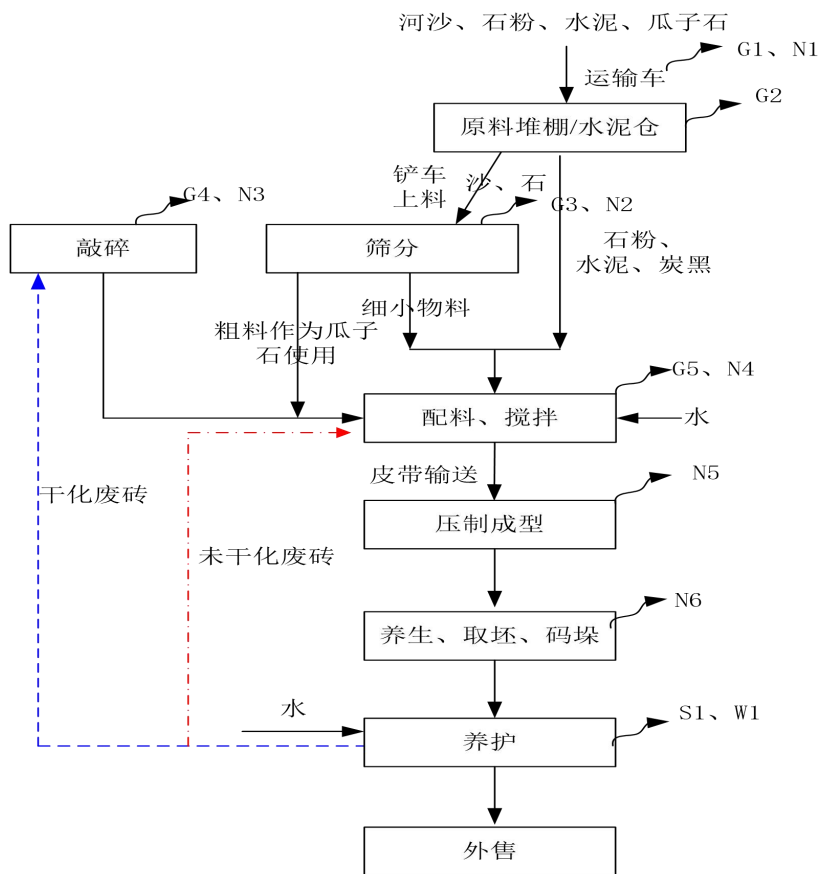 河沙、石粉、水泥、瓜子石
G1、N1
运输车
G2
原料堆棚/水泥仓
铲车
上料
沙、石
G4、N3
G3、N2
敲碎
筛分
石粉、
水泥、炭黑
细小物料
粗料作为瓜子
石使用
G5、N4
配料、搅拌
水
皮带输送
N5
干化废砖
压制成型
未干化废砖
N6
养生、取坯、码垛
水
S1、W1
养护
外售